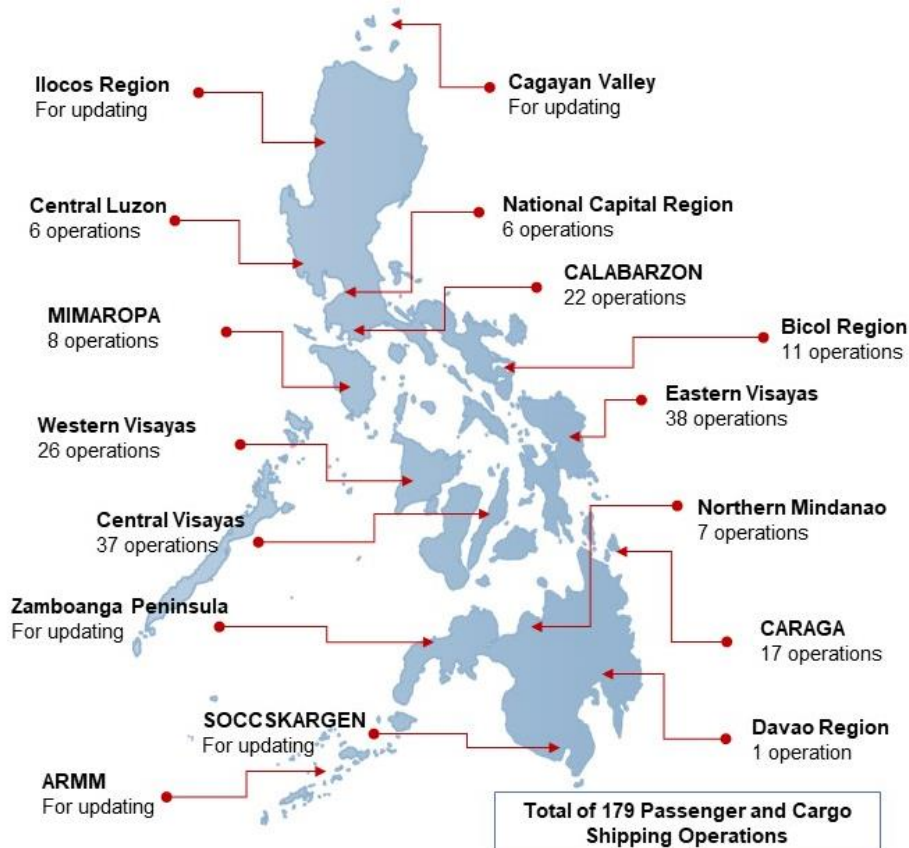 Ilocos Region
For updating
Cagayan Valley
For updating
Central Luzon
6 operations
National Capital Region
6 operations
CALABARZON
22 operations
MIMAROPA
8 operations
Bicol Region
11 operations
Eastern Visayas
38 operations
Western Visayas
26 operations
Northern Mindanao
7 operations
Central Visayas
37 operations
Zamboanga Peninsula
For updating
CARAGA
17 operations
SOCCSKARGEN
For updating
Davao Region
1 operation
ARMM
For updating
Total of 179 Passenger and Cargo
Shipping Operations